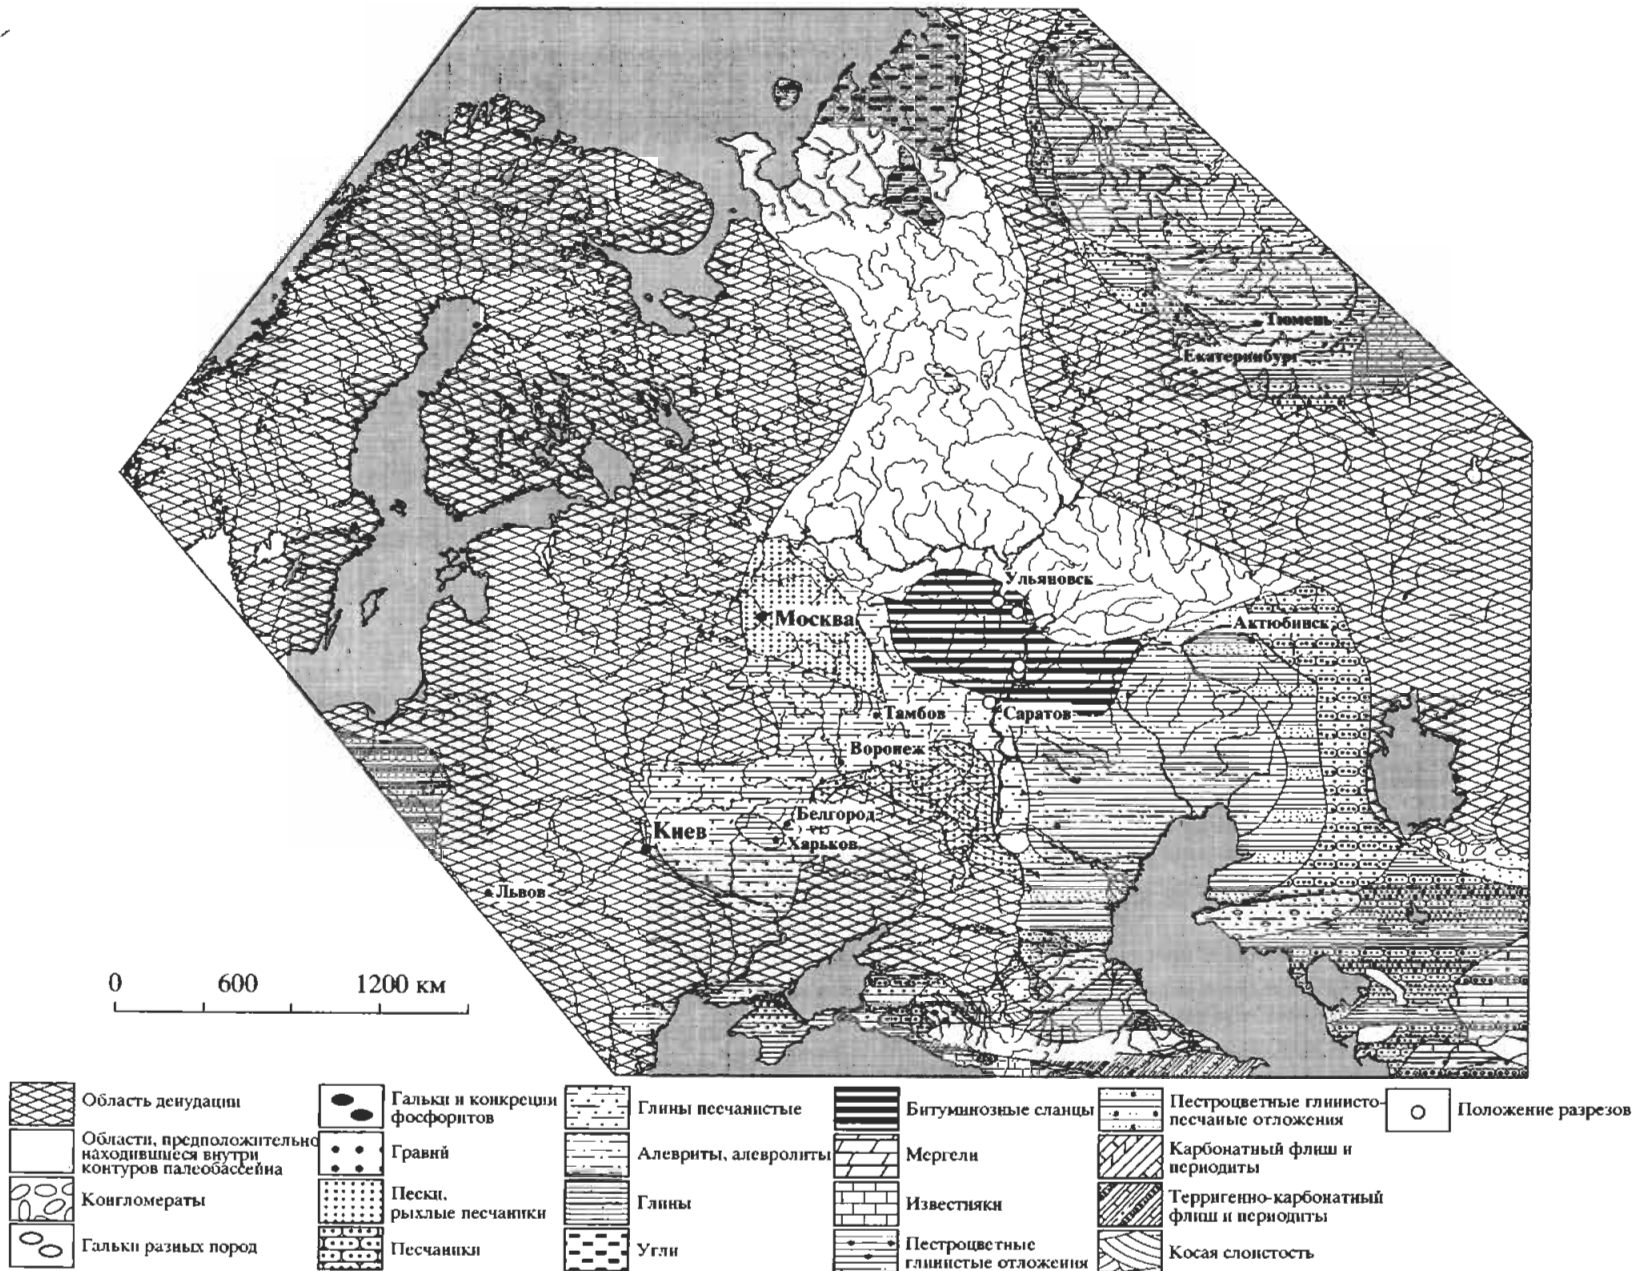 Тюмень
Екатеринбург
Ульяновск
Москва
Актюбинск
Тамбов
Саратов
Воронеж
Белгород
Киев
Харьков
Львов
0 600 1200 км
Область денудации
Области, предположительно
находившиеся внутри
контуров палеобассейна
Конгломераты
Гальки разных пород
Гальки и конкреции
фосфоритов
Гравий
Пески,
рыхлые песчаники
Песчаники
Глины песчанистые
Алевриты, алевролиты
Глины
Угли
Битуминозные сланцы
Мергели
Известняки
Пестроцветные
глинистые отложения
Пестроцветные глинисто-
песчаные отложения
Карбонатный флиш и
периодиты
Терригенно-карбонатный
флиш и периодиты
Косая слоистость
Положение разрезов